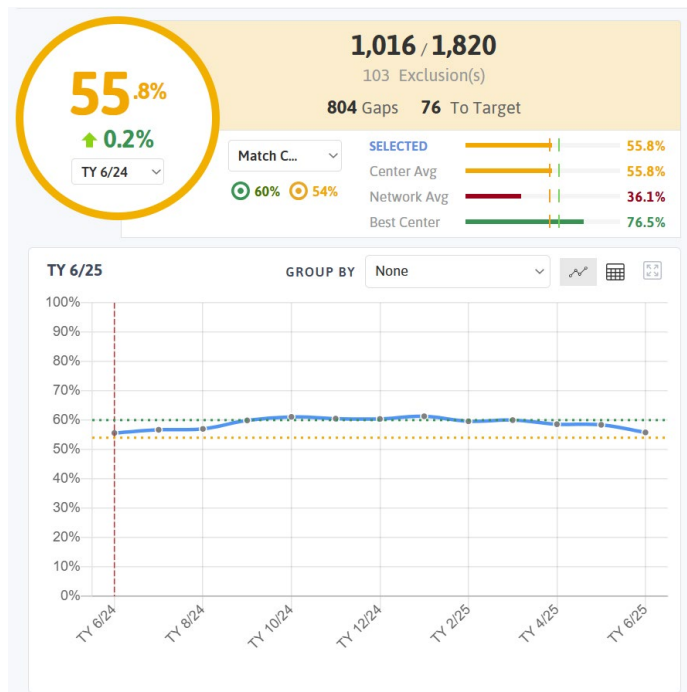 55.8%
0.2%
TY 6/24
1,016 / 1,820
103 Exclusion(s)
804 Gaps 76 To Target
Match C...
60% 54%
SELECTED 55.8%
Center Avg 55.8%
Network Avg 36.1%
Best Center 76.5%
TY 6/25
GROUP BY None
100%
90%
80%
70%
60%
50%
40%
30%
20%
10%
0%
TY 6/24 TY 8/24 TY 10/24 TY 12/24 TY 2/25 TY 4/25 TY 6/25